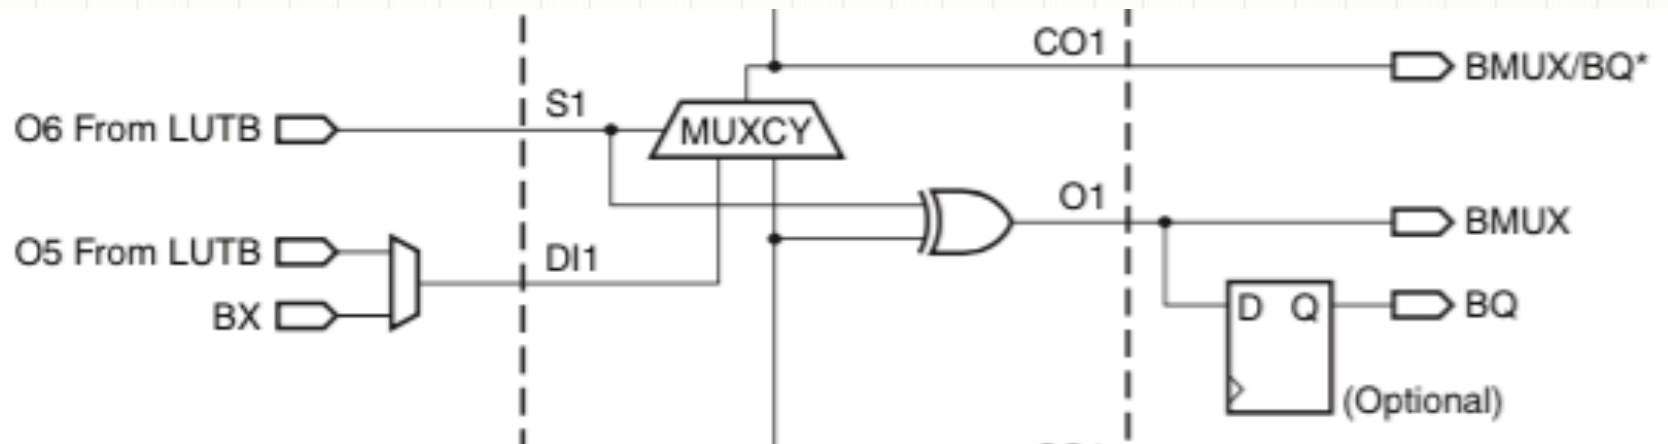 CO1
BMUX/BQ*
S1
O6 From LUTB
MUXCY
O1
BMUX
O5 From LUTB
DI1
BX
D Q
BQ
(Optional)